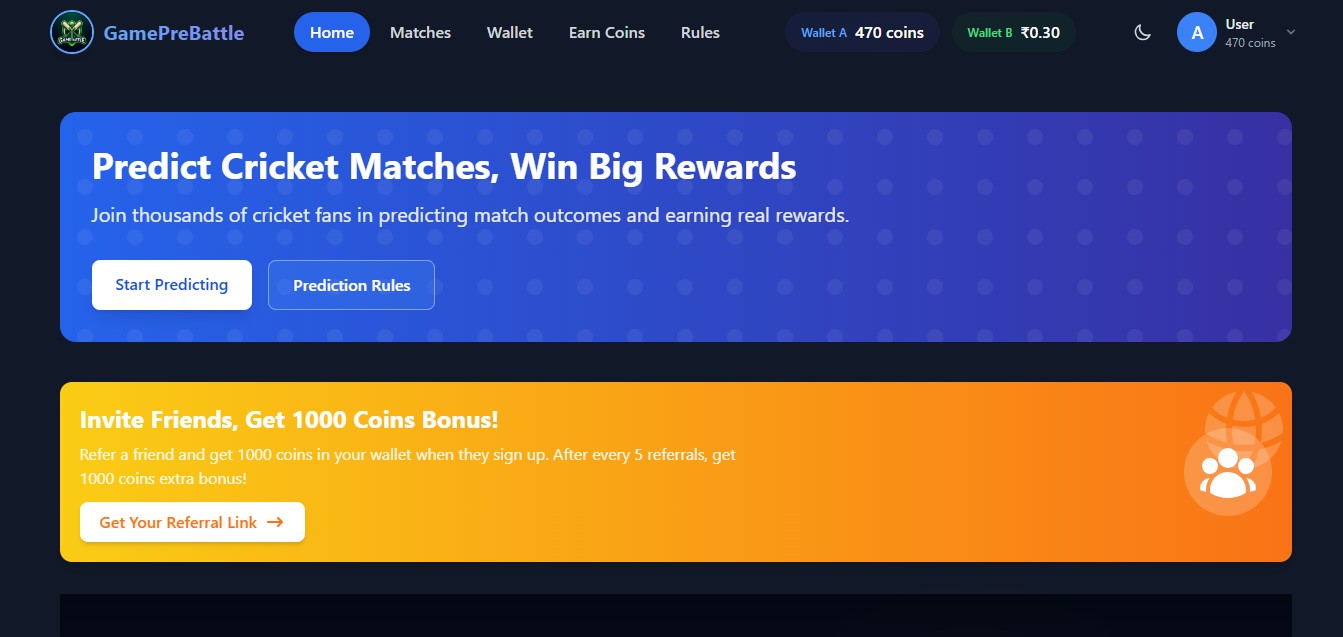 GamePreBattle
Home
Matches
Wallet
Earn Coins
Rules
Wallet A 470 coins
Wallet B ₹0.30
A
User
470 coins
Predict Cricket Matches, Win Big Rewards
Join thousands of cricket fans in predicting match outcomes and earning real rewards.
Start Predicting
Prediction Rules
Invite Friends, Get 1000 Coins Bonus!
Refer a friend and get 1000 coins in your wallet when they sign up. After every 5 referrals, get
1000 coins extra bonus!
Get Your Referral Link →